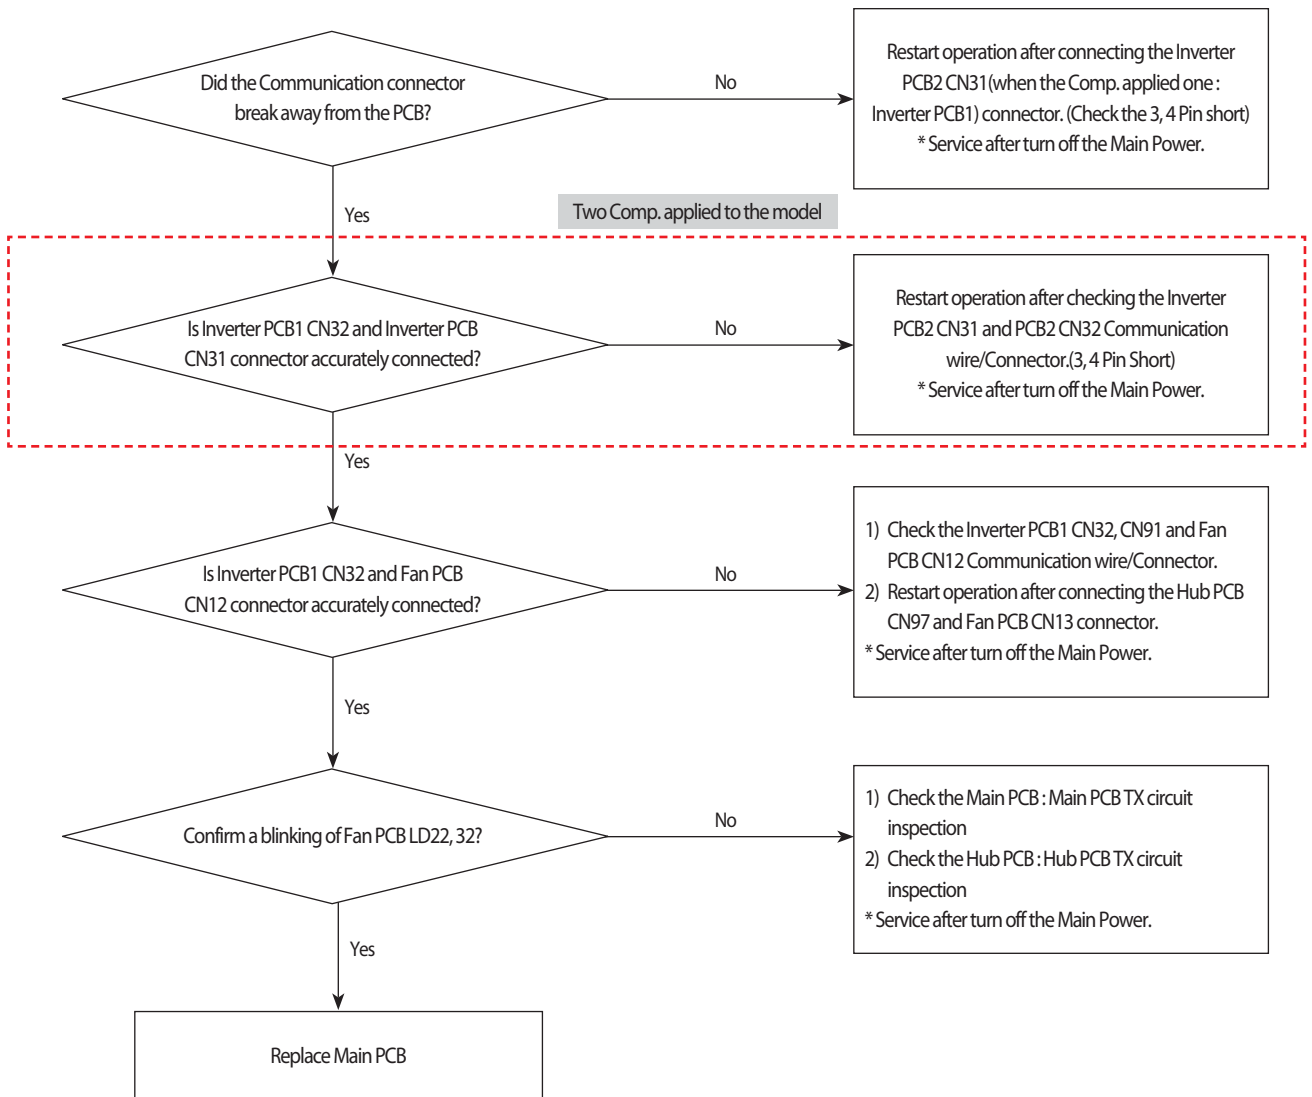 Did the Communication connector
break away from the PCB?
No
Restart operation after connecting the Inverter
PCB2 CN31(when the Comp. applied one :
Inverter PCB1) connector. (Check the 3, 4 Pin short)
* Service after turn off the Main Power.
Yes
Two Comp. applied to the model
Is Inverter PCB1 CN32 and Inverter PCB
CN31 connector accurately connected?
No
Restart operation after checking the Inverter
PCB2 CN31 and PCB2 CN32 Communication
wire/Connector.(3, 4 Pin Short)
* Service after turn off the Main Power.
Yes
Is Inverter PCB1 CN32 and Fan PCB
CN12 connector accurately connected?
No
1) Check the Inverter PCB1 CN32, CN91 and Fan
PCB CN12 Communication wire/Connector.
2) Restart operation after connecting the Hub PCB
CN97 and Fan PCB CN13 connector.
* Service after turn off the Main Power.
Yes
Confirm a blinking of Fan PCB LD22, 32?
No
1) Check the Main PCB : Main PCB TX circuit
inspection
2) Check the Hub PCB : Hub PCB TX circuit
inspection
* Service after turn off the Main Power.
Yes
Replace Main PCB